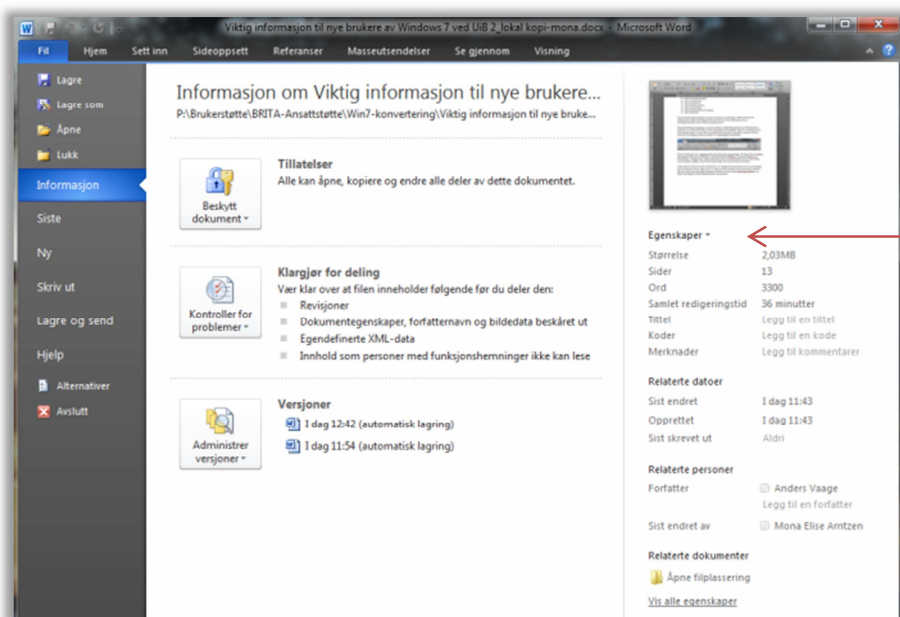 Viktig informasjon til nye brukere av Windows 7 ved UiB 2_lokal kopi-mona.docx - Microsoft Word
Fil Hjem Sett inn Sideoppsett Referanser Masseutsendelser Se gjennom Visning
Lagre
Lagre som
Åpne
Lukk
Informasjon
Siste
Ny
Skriv ut
Lagre og send
Hjelp
Alternativer
Avslutt
Informasjon om Viktig informasjon til nye brukere...
P:\Brukerstøtte\BRITA-Ansattstøtte\Win7-konvertering\Viktig informasjon til nye bruke...
Beskytt
dokument
Tillatelser
Alle kan åpne, kopiere og endre alle deler av dette dokumentet.
Kontroller for
problemer
Klargjør for deling
Vær klar over at filen inneholder følgende før du deler den:
Revisjoner
Dokumentegenskaper, forfatternavn og bildedata beskåret ut
Egendefinerte XML-data
Innhold som personer med funksjonshemninger ikke kan lese
Administrer
versjoner
Versjoner
I dag 12:42 (automatisk lagring)
I dag 11:54 (automatisk lagring)
Egenskaper
Størrelse 2,03MB
Sider 13
Ord 3300
Samlet redigeringstid 36 minutter
Tittel Legg til en tittel
Koder Legg til en kode
Merknader Legg til kommentarer
Relaterte datoer
Sist endret I dag 11:43
Opprettet I dag 11:43
Sist skrevet ut Aldri
Relaterte personer
Forfatter Anders Vaage
Legg til en forfatter
Sist endret av Mona Elise Arntzen
Relaterte dokumenter
Åpne filplassering
Vis alle egenskaper